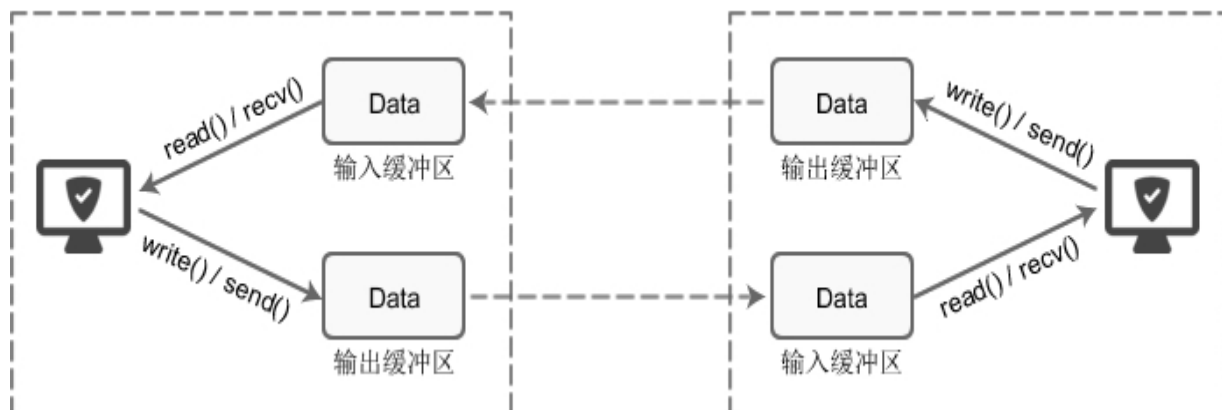 read() / recv()
Data
输入缓冲区
write() / send()
Data
输出缓冲区
Data
输出缓冲区
write() / send()
Data
输入缓冲区
read() / recv()